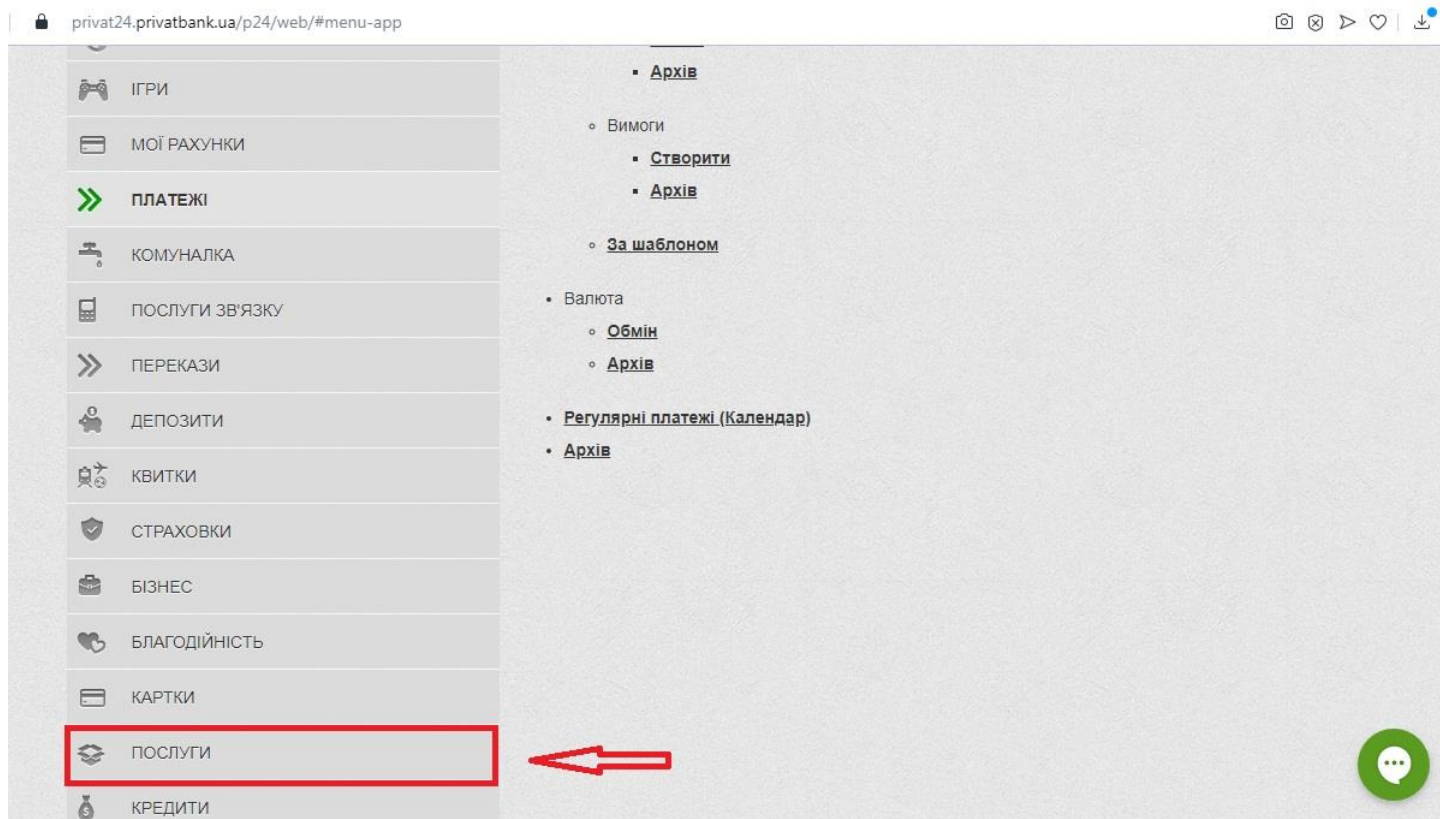 privat24.privatbank.ua/p24/web/#menu-app
ІГРИ
МОЇ РАХУНКИ
ПЛАТЕЖІ
КОМУНАЛКА
ПОСЛУГИ ЗВ'ЯЗКУ
ПЕРЕКАЗИ
ДЕПОЗИТИ
КВИТКИ
СТРАХОВКИ
БІЗНЕС
БЛАГОДІЙНІСТЬ
КАРТКИ
ПОСЛУГИ
КРЕДИТИ
Архів
Вимоги
Створити
Архів
За шаблоном
Валюта
Обмін
Архів
Регулярні платежі (Календар)
Архів